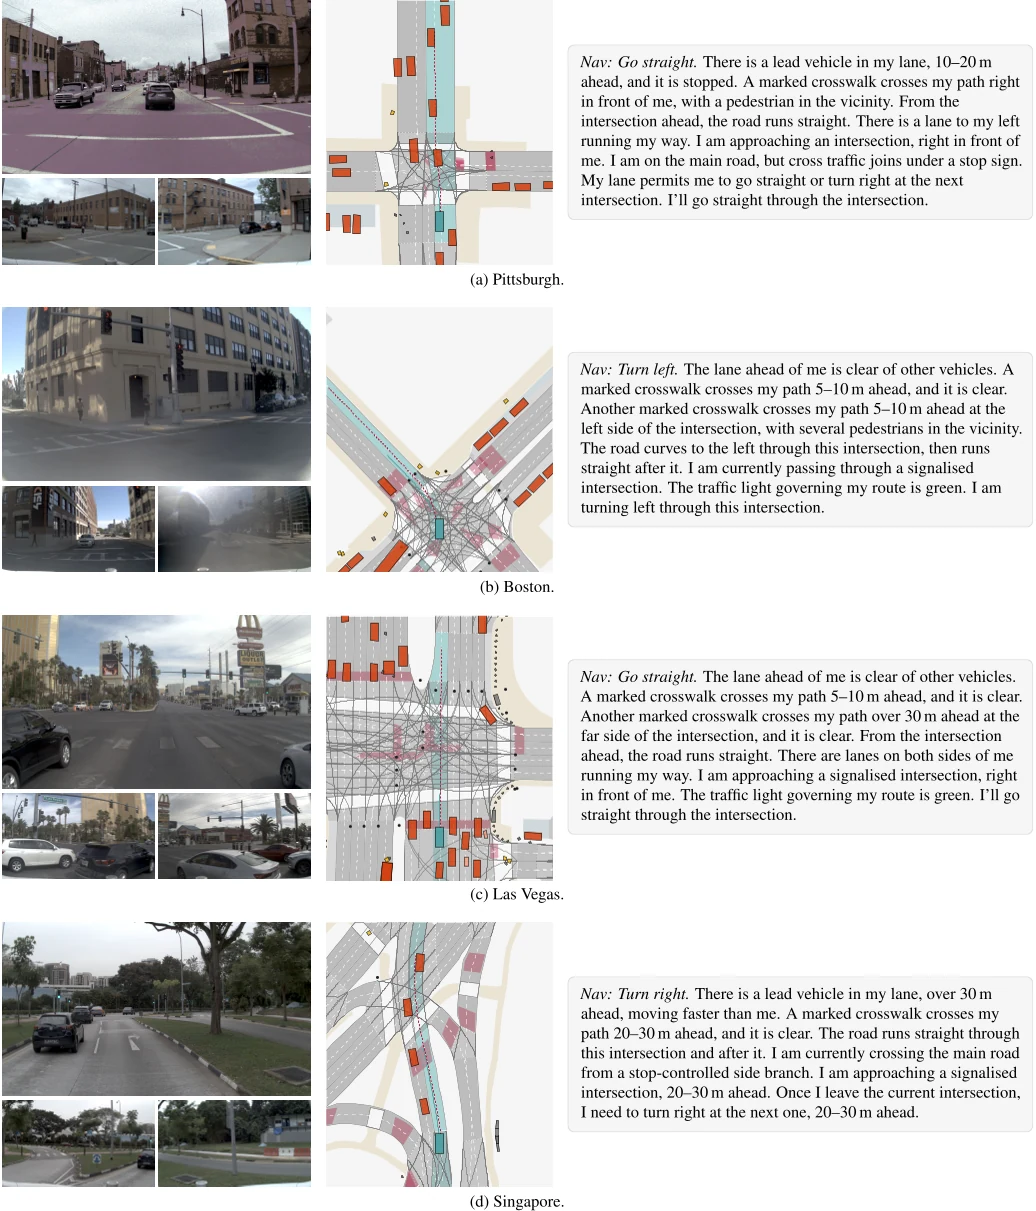 Nav: Go straight. There is a lead vehicle in my lane, 10–20 m
ahead, and it is stopped. A marked crosswalk crosses my path right
in front of me, with a pedestrian in the vicinity. From the
intersection ahead, the road runs straight. There is a lane to my left
running my way. I am approaching an intersection, right in front of
me. I am on the main road, but cross traffic joins under a stop sign.
My lane permits me to go straight or turn right at the next
intersection. I’ll go straight through the intersection.
(a) Pittsburgh.
Nav: Turn left. The lane ahead of me is clear of other vehicles. A
marked crosswalk crosses my path 5–10 m ahead, and it is clear.
Another marked crosswalk crosses my path 5–10 m ahead at the
left side of the intersection, with several pedestrians in the vicinity.
The road curves to the left through this intersection, then runs
straight after it. I am currently passing through a signalised
intersection. The traffic light governing my route is green. I am
turning left through this intersection.
(b) Boston.
LIQUOR
Nav: Go straight. The lane ahead of me is clear of other vehicles.
A marked crosswalk crosses my path 5–10 m ahead, and it is clear.
Another marked crosswalk crosses my path over 30 m ahead at the
far side of the intersection, and it is clear. From the intersection
ahead, the road runs straight. There are lanes on both sides of me
running my way. I am approaching a signalised intersection, right
in front of me. The traffic light governing my route is green. I’ll go
straight through the intersection.
(c) Las Vegas.
Nav: Turn right. There is a lead vehicle in my lane, over 30 m
ahead, moving faster than me. A marked crosswalk crosses my
path 20–30 m ahead, and it is clear. The road runs straight through
this intersection and after it. I am currently crossing the main road
from a stop-controlled side branch. I am approaching a signalised
intersection, 20–30 m ahead. Once I leave the current intersection,
I need to turn right at the next one, 20–30 m ahead.
(d) Singapore.